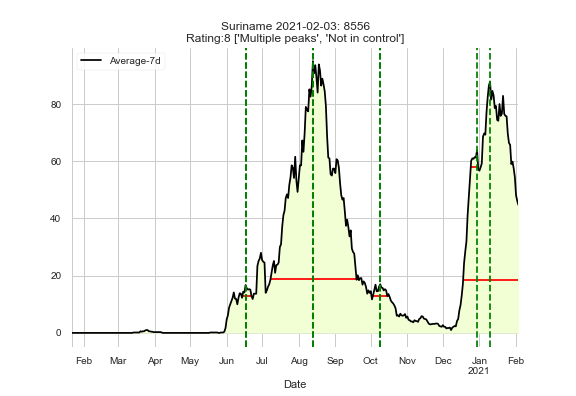 Suriname 2021-02-03: 8556
Rating:8 ['Multiple peaks', 'Not in control']
Average-7d
80
60
40
20
0
Feb Mar Apr May Jun Jul Aug Sep Oct Nov Dec Jan Feb
2021
Date